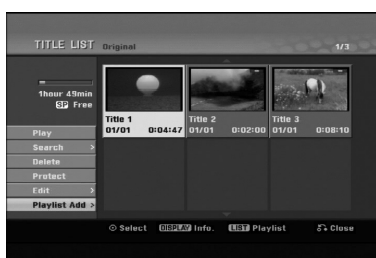 TITLE LIST Original 1/3
1hour 49min
SP Free
Title 1 Title 2 Title 3
01/01 0:04:47 01/01 0:02:00 01/01 0:08:10
Play
Search >
Delete
Protect
Edit >
Playlist Add >
Select DISPLAY Info. LIST Playlist Close